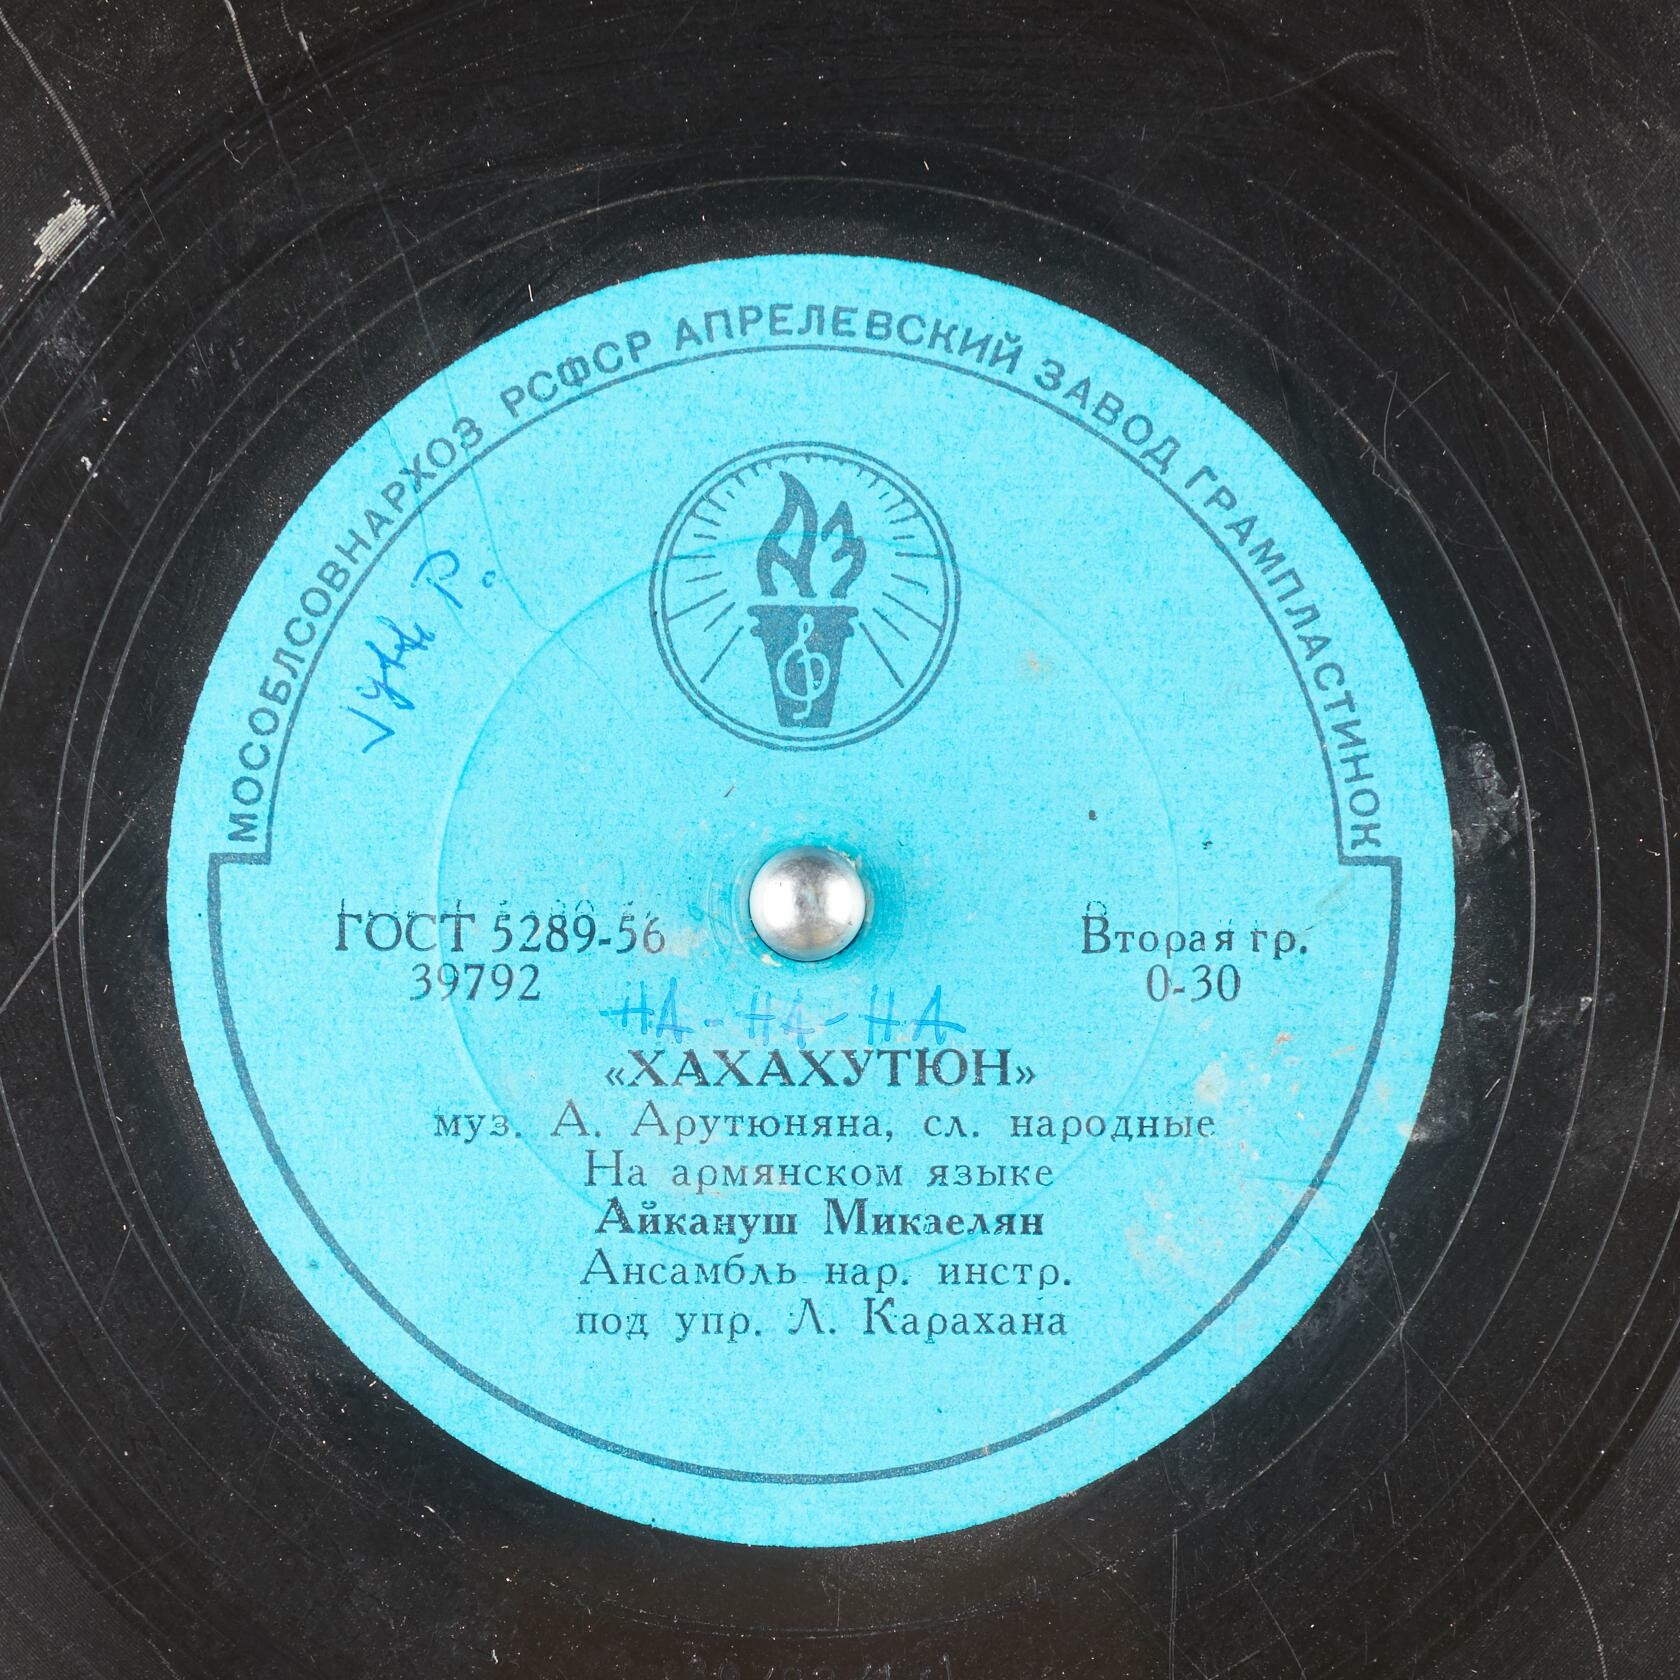 МОСОБЛСОВНАРХОЗ РСФСР АПРЕЛЕВСКИЙ ЗАВОД ГРАМПЛАСТИНОК
АЗ
ГОСТ 5289-56
39792
Вторая гр.
0-30
НА-НА-НА
«ХАХАХУТЮН»
муз. А. Арутюняна, сл. народные
На армянском языке
Айкануш Микаелян
Ансамбль нар. инстр.
под упр. Л. Карахана